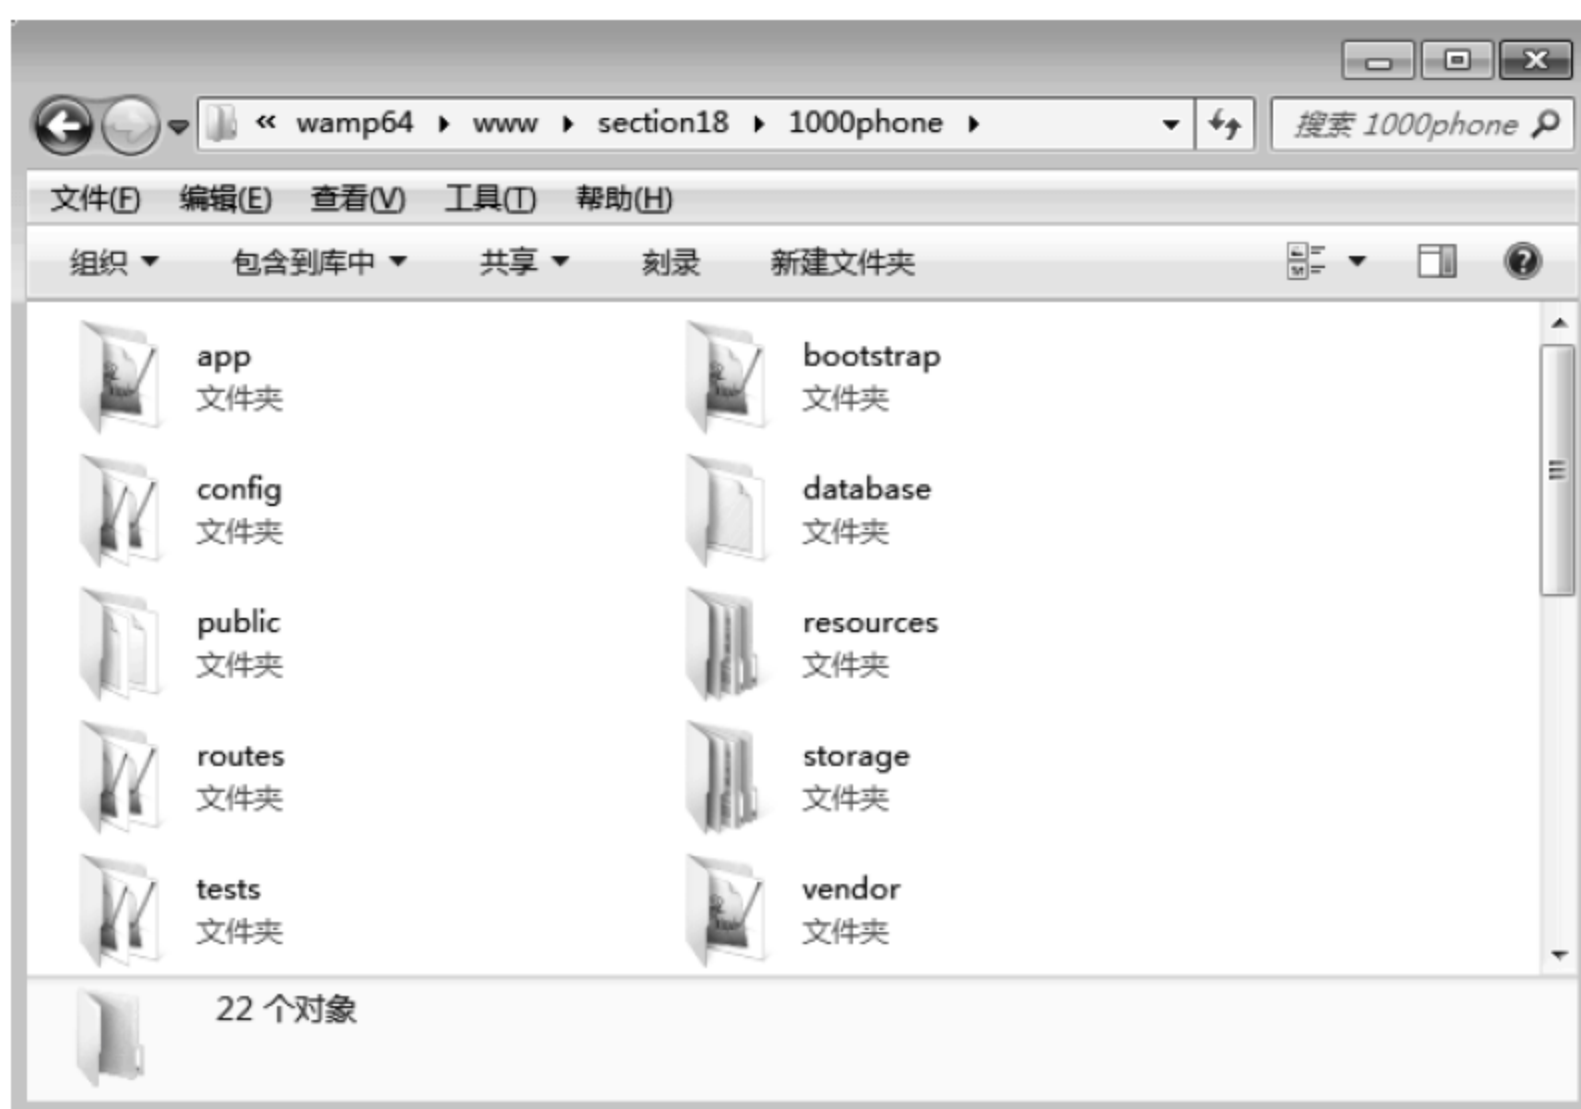 « wamp64 ▸ www ▸ section18 ▸ 1000phone ▸ 搜索 1000phone
文件(F) 编辑(E) 查看(V) 工具(T) 帮助(H)
组织 包含到库中 共享 刻录 新建文件夹
app bootstrap
文件夹 文件夹
config database
文件夹 文件夹
public resources
文件夹 文件夹
routes storage
文件夹 文件夹
tests vendor
文件夹 文件夹
22 个对象